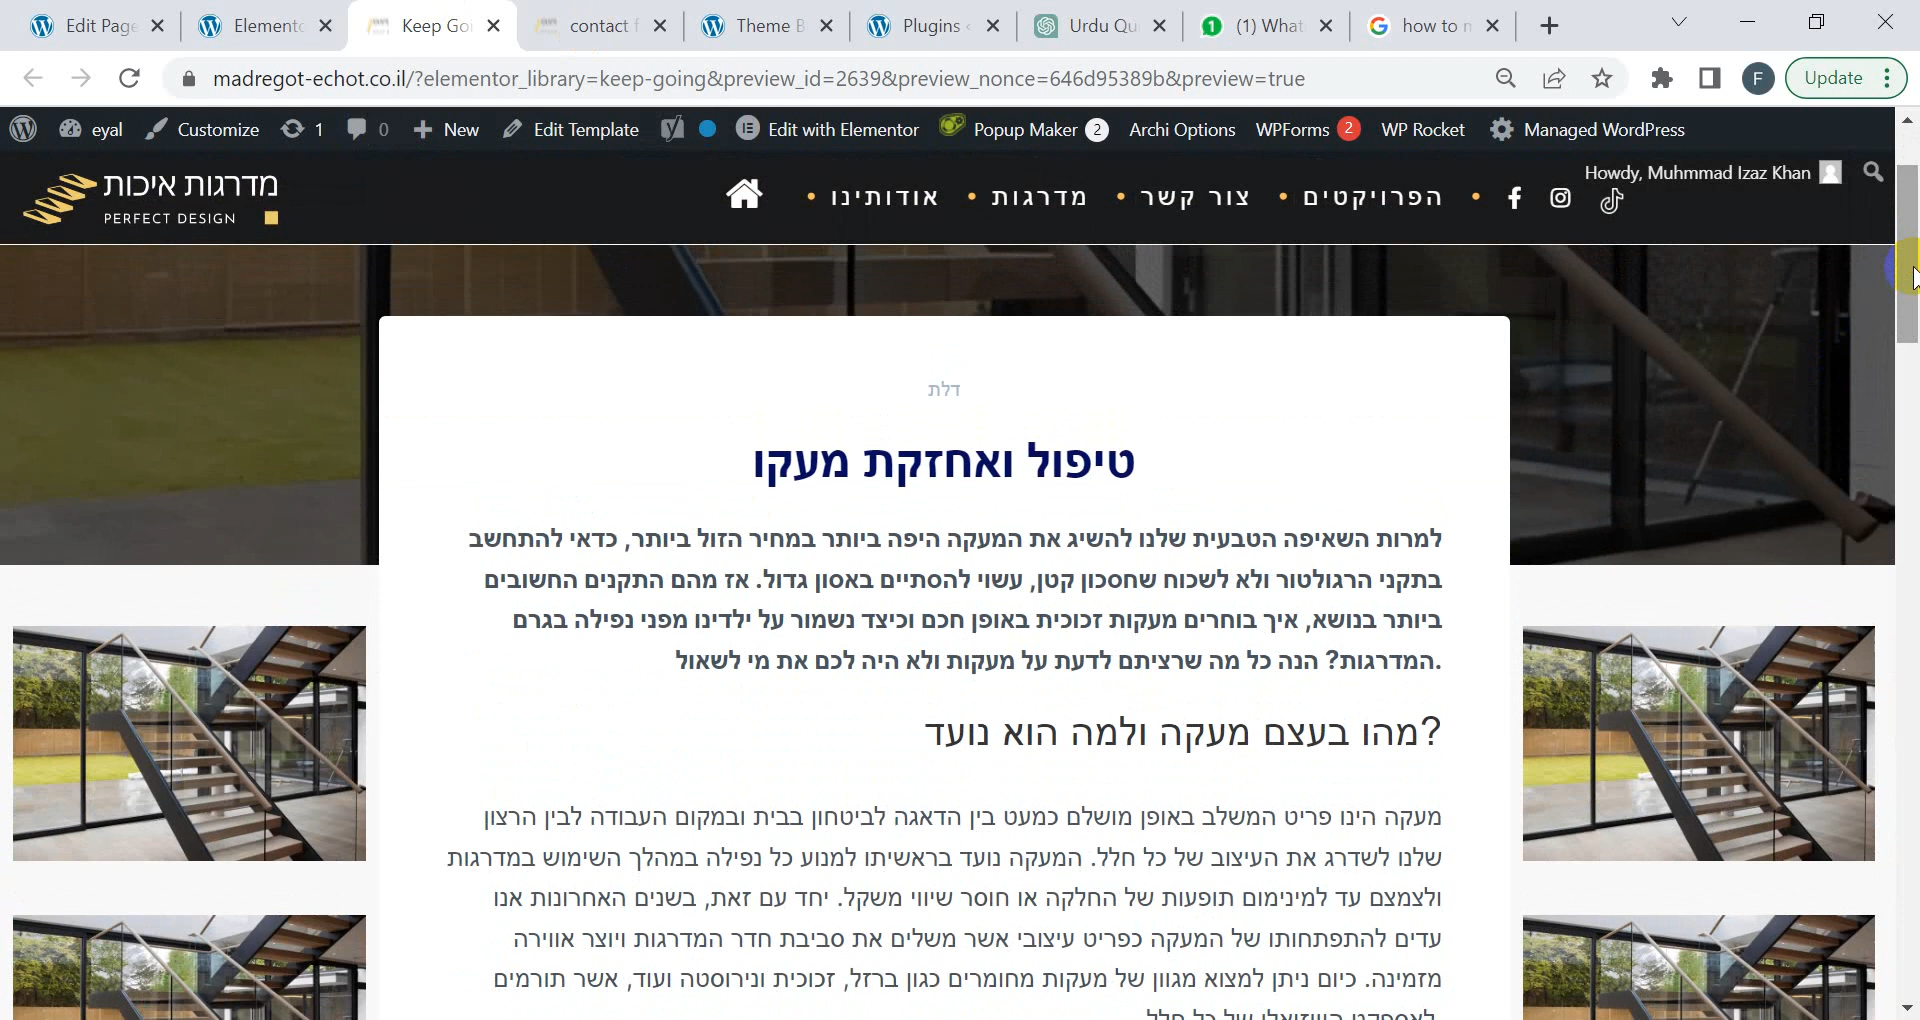 Edit Page
Elemento
Keep Goi
contact f
Theme B
Plugins ‹
Urdu Qu
(1) What
how to n
madregot-echot.co.il/?elementor_library=keep-going&preview_id=2639&preview_nonce=646d95389b&preview=true
F
Update
eyal
Customize
1
0
New
Edit Template
Edit with Elementor
Popup Maker 2
Archi Options
WPForms 2
WP Rocket
Managed WordPress
Howdy, Muhmmad Izaz Khan
מדרגות איכות
PERFECT DESIGN
• אודותינו • מדרגות • צור קשר • הפרויקטים •
דלת
טיפול ואחזקת מעקו
למרות השאיפה הטבעית שלנו להשיג את המעקה היפה ביותר במחיר הזול ביותר, כדאי להתחשב
בתקני הרגולטור ולא לשכוח שחסכון קטן, עשוי להסתיים באסון גדול. אז מהם התקנים החשובים
ביותר בנושא, איך בוחרים מעקות זכוכית באופן חכם וכיצד נשמור על ילדינו מפני נפילה בגרם
.המדרגות? הנה כל מה שרציתם לדעת על מעקות ולא היה לכם את מי לשאול
?מהו בעצם מעקה ולמה הוא נועד
מעקה הינו פריט המשלב באופן מושלם כמעט בין הדאגה לביטחון בבית ובמקום העבודה לבין הרצון
שלנו לשדרג את העיצוב של כל חלל. המעקה נועד בראשיתו למנוע כל נפילה במהלך השימוש במדרגות
ולצמצם עד למינימום תופעות של החלקה או חוסר שיווי משקל. יחד עם זאת, בשנים האחרונות אנו
עדים להתפתחותו של המעקה כפריט עיצובי אשר משלים את סביבת חדר המדרגות ויוצר אווירה
מזמינה. כיום ניתן למצוא מגוון של מעקות מחומרים כגון ברזל, זכוכית ונירוסטה ועוד, אשר תורמים